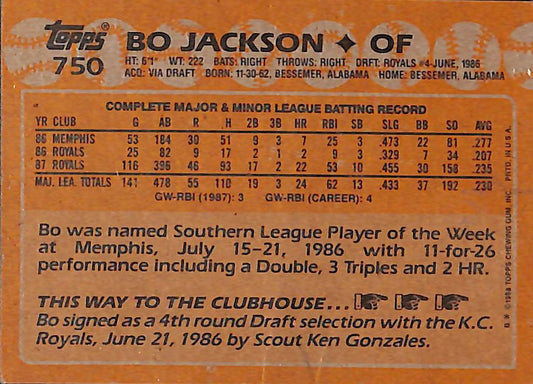 topps® BO JACKSON ✦ OF
750 HT: 6'1" WT: 222 BATS: RIGHT THROWS: RIGHT DRAFT: ROYALS #4-JUNE, 1986
ACQ: VIA DRAFT BORN: 11-30-62, BESSEMER, ALABAMA HOME: BESSEMER, ALABAMA
COMPLETE MAJOR & MINOR LEAGUE BATTING RECORD
YR CLUB G AB R H 2B 3B HR RBI SB SLG BB SO AVG
86 MEMPHIS 53 184 30 51 9 3 7 25 3 .473 22 81 .277
86 ROYALS 25 82 9 17 2 1 2 9 3 .329 7 34 .207
87 ROYALS 116 396 46 93 17 2 22 53 10 .455 30 158 .235
MAJ. LEA. TOTALS 141 478 55 110 19 3 24 62 13 .433 37 192 .230
GW-RBI (1987): 3 GW-RBI (CAREER): 4
Bo was named Southern League Player of the Week
at Memphis, July 15-21, 1986 with 11-for-26
performance including a Double, 3 Triples and 2 HR.
THIS WAY TO THE CLUBHOUSE...
Bo signed as a 4th round Draft selection with the K.C.
Royals, June 21, 1986 by Scout Ken Gonzales.
©1988 TOPPS CHEWING GUM, INC. PRTD. IN U.S.A.